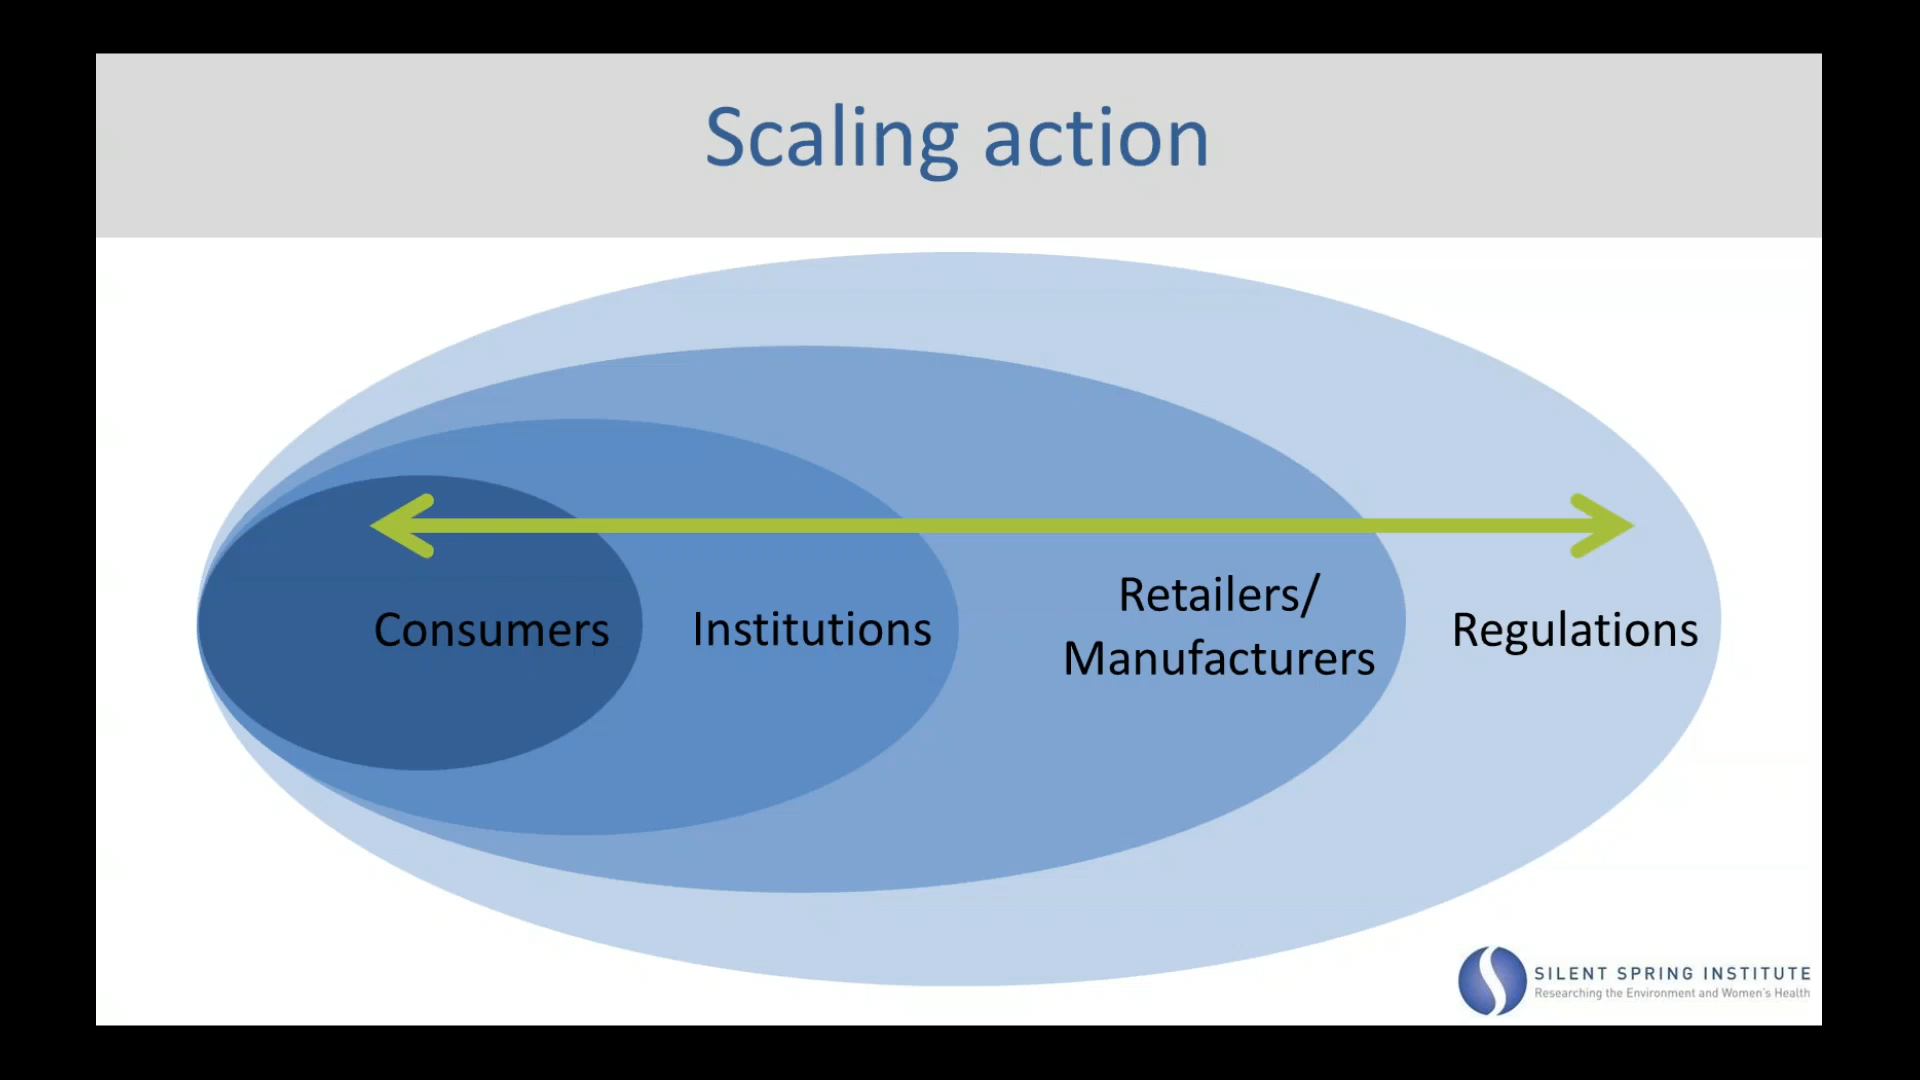 Scaling action
Consumers
Institutions
Retailers/
Manufacturers
Regulations
SILENT SPRING INSTITUTE
Researching the Environment and Women's Health